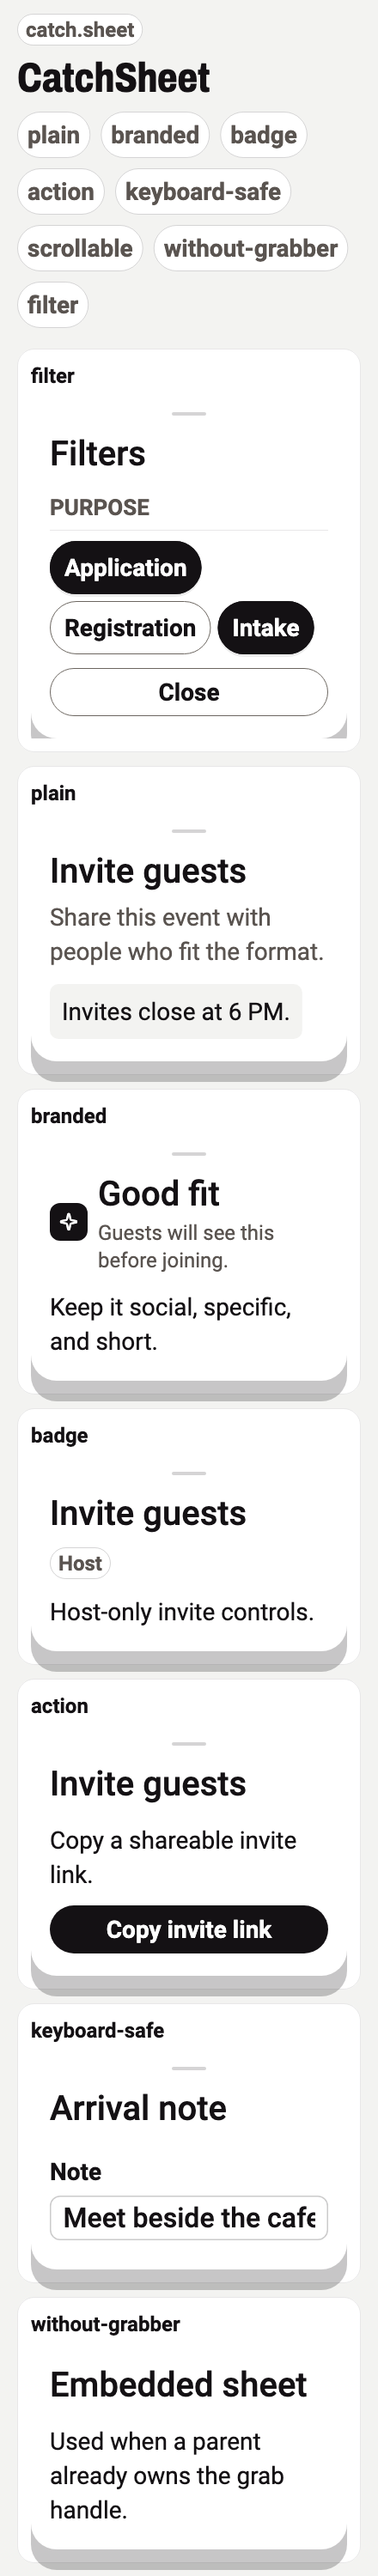 catch.sheet
CatchSheet
plain branded badge
action keyboard-safe
scrollable without-grabber
filter
filter
Filters
PURPOSE
Application
Registration Intake
Close
plain
Invite guests
Share this event with
people who fit the format.
Invites close at 6 PM.
branded
Good fit
Guests will see this
before joining.
Keep it social, specific,
and short.
badge
Invite guests
Host
Host-only invite controls.
action
Invite guests
Copy a shareable invite
link.
Copy invite link
keyboard-safe
Arrival note
Note
Meet beside the cafe
without-grabber
Embedded sheet
Used when a parent
already owns the grab
handle.